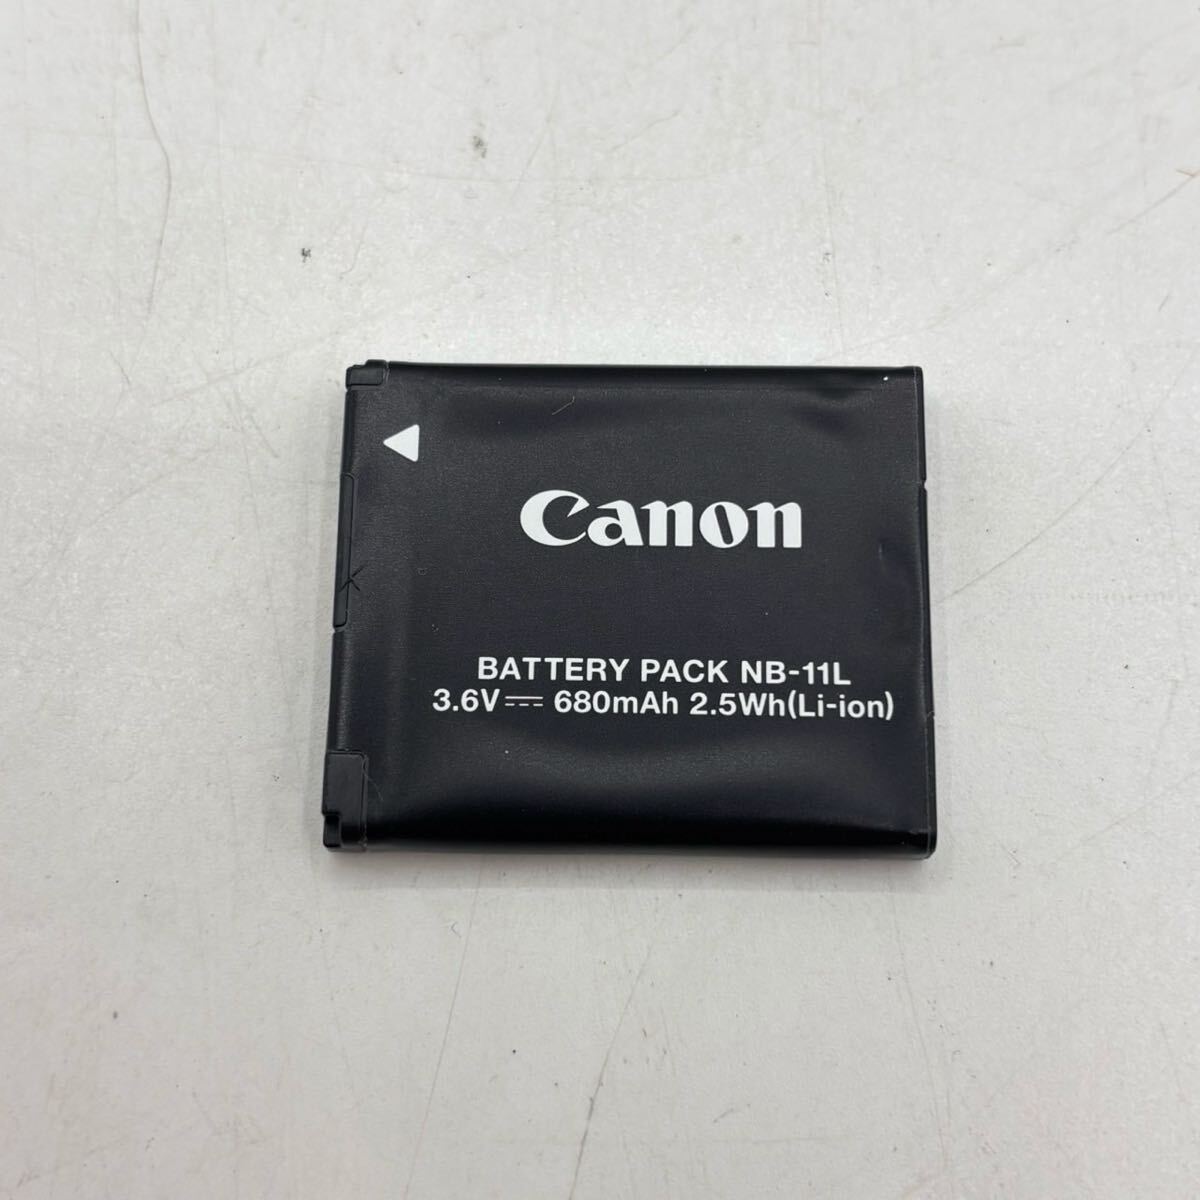 Canon
BATTERY PACK NB-11L
3.6V⎓ 680mAh 2.5Wh(Li-ion)